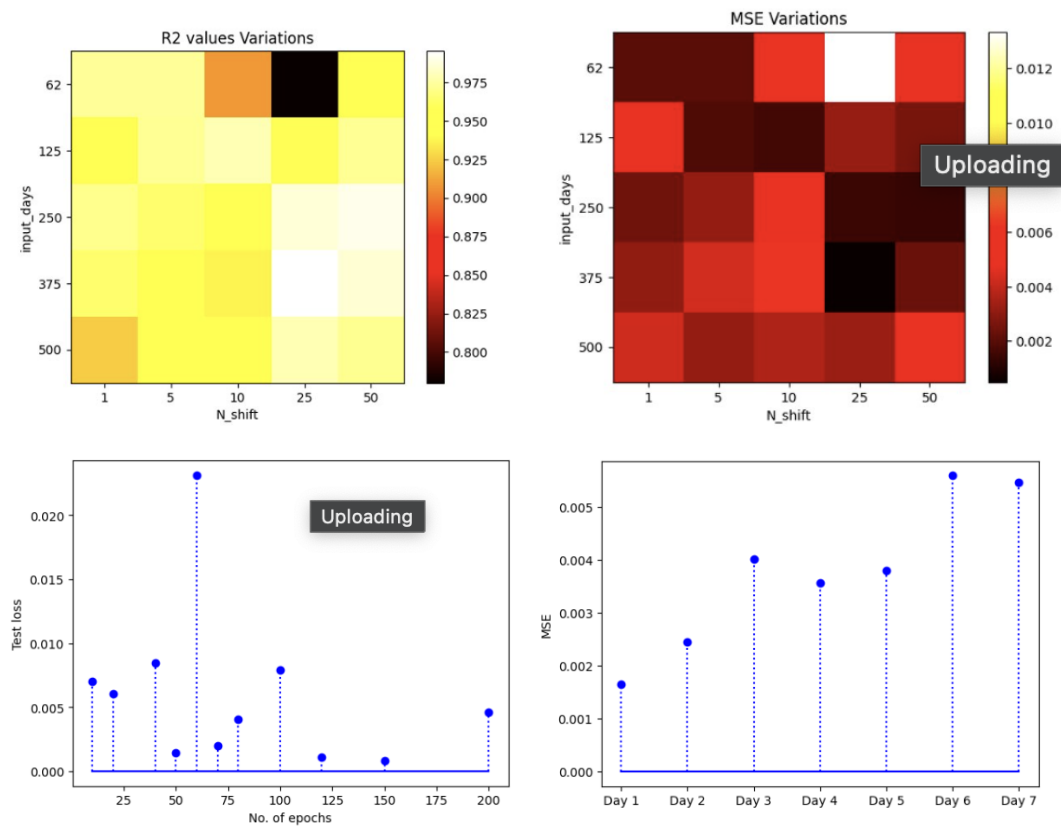 R2 values Variations
62
125
250
375
500
input_days
1 5 10 25 50
N_shift
0.975
0.950
0.925
0.900
0.875
0.850
0.825
0.800
MSE Variations
62
125
250
375
500
input_days
1 5 10 25 50
N_shift
0.012
0.010
0.006
0.004
0.002
Uploading
0.020
0.015
0.010
0.005
0.000
Test loss
25 50 75 100 125 150 175 200
No. of epochs
Uploading
0.005
0.004
0.003
0.002
0.001
0.000
MSE
Day 1 Day 2 Day 3 Day 4 Day 5 Day 6 Day 7